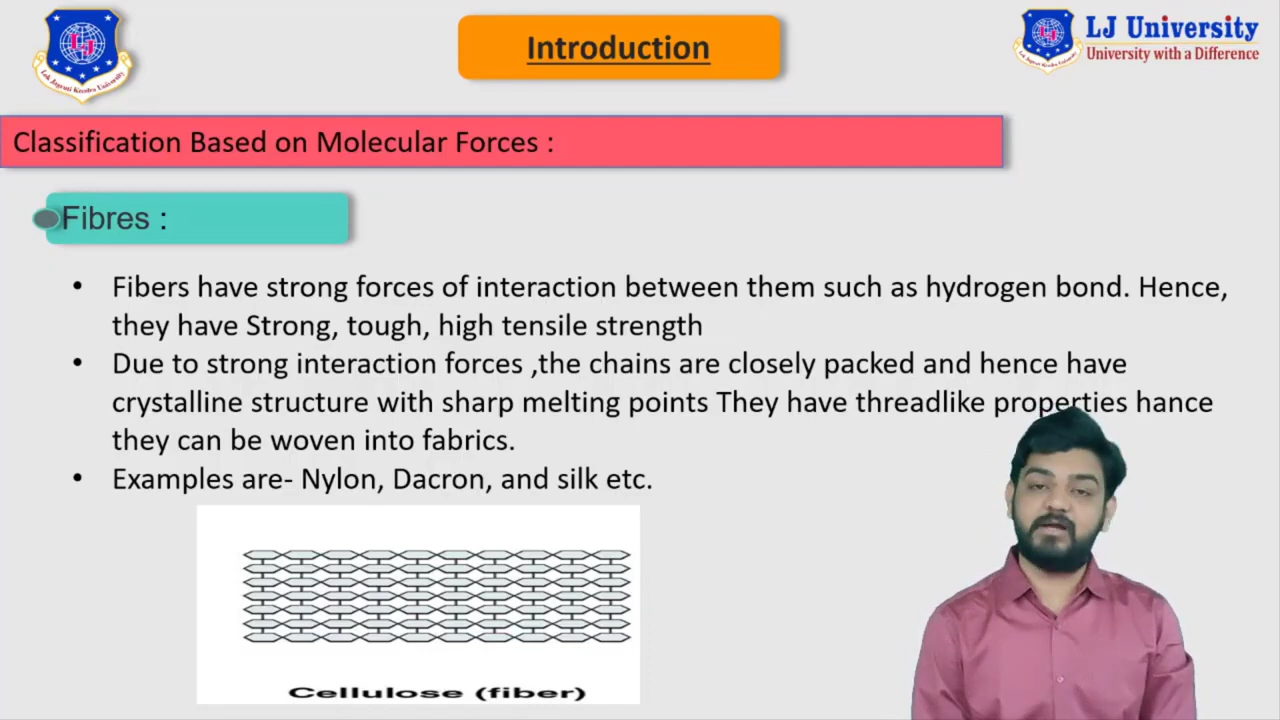 Introduction
LJ University
University with a Difference
Classification Based on Molecular Forces :
Fibres :
• Fibers have strong forces of interaction between them such as hydrogen bond. Hence,
they have Strong, tough, high tensile strength
• Due to strong interaction forces ,the chains are closely packed and hence have
crystalline structure with sharp melting points They have threadlike properties hance
they can be woven into fabrics.
• Examples are- Nylon, Dacron, and silk etc.
Cellulose (fiber)